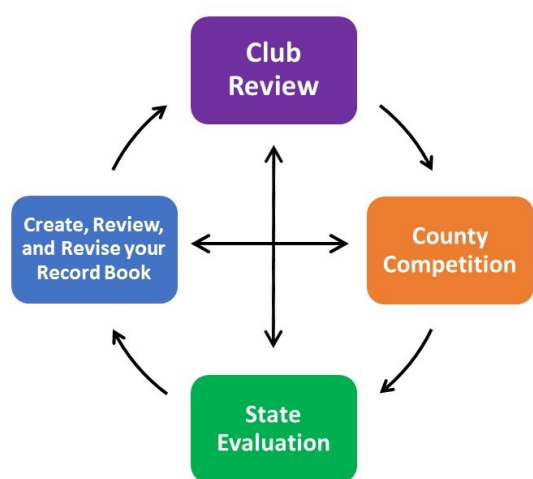 Club
Review
Create, Review,
and Revise your
Record Book
County
Competition
State
Evaluation